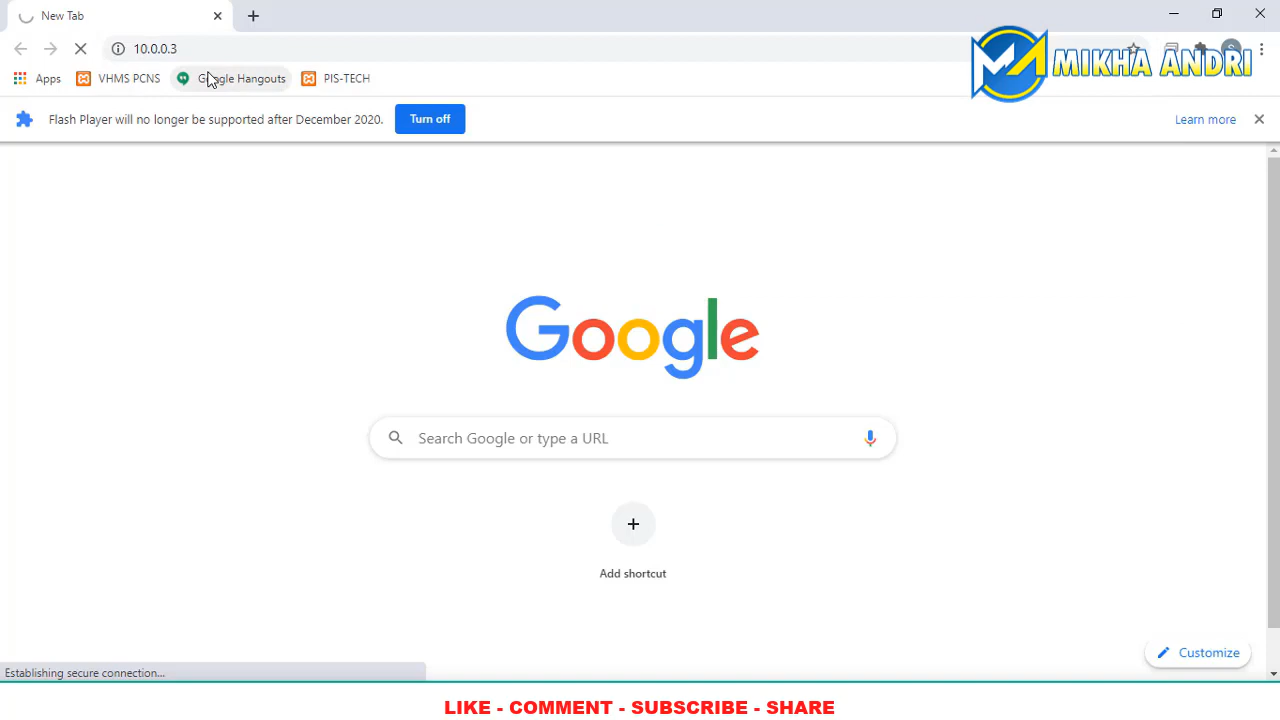 New Tab
10.0.0.3
MIKHA ANDRI
Apps
VHMS PCNS
Google Hangouts
PIS-TECH
Flash Player will no longer be supported after December 2020.
Turn off
Learn more
Google
Search Google or type a URL
Add shortcut
Customize
Establishing secure connection...
LIKE - COMMENT - SUBSCRIBE - SHARE